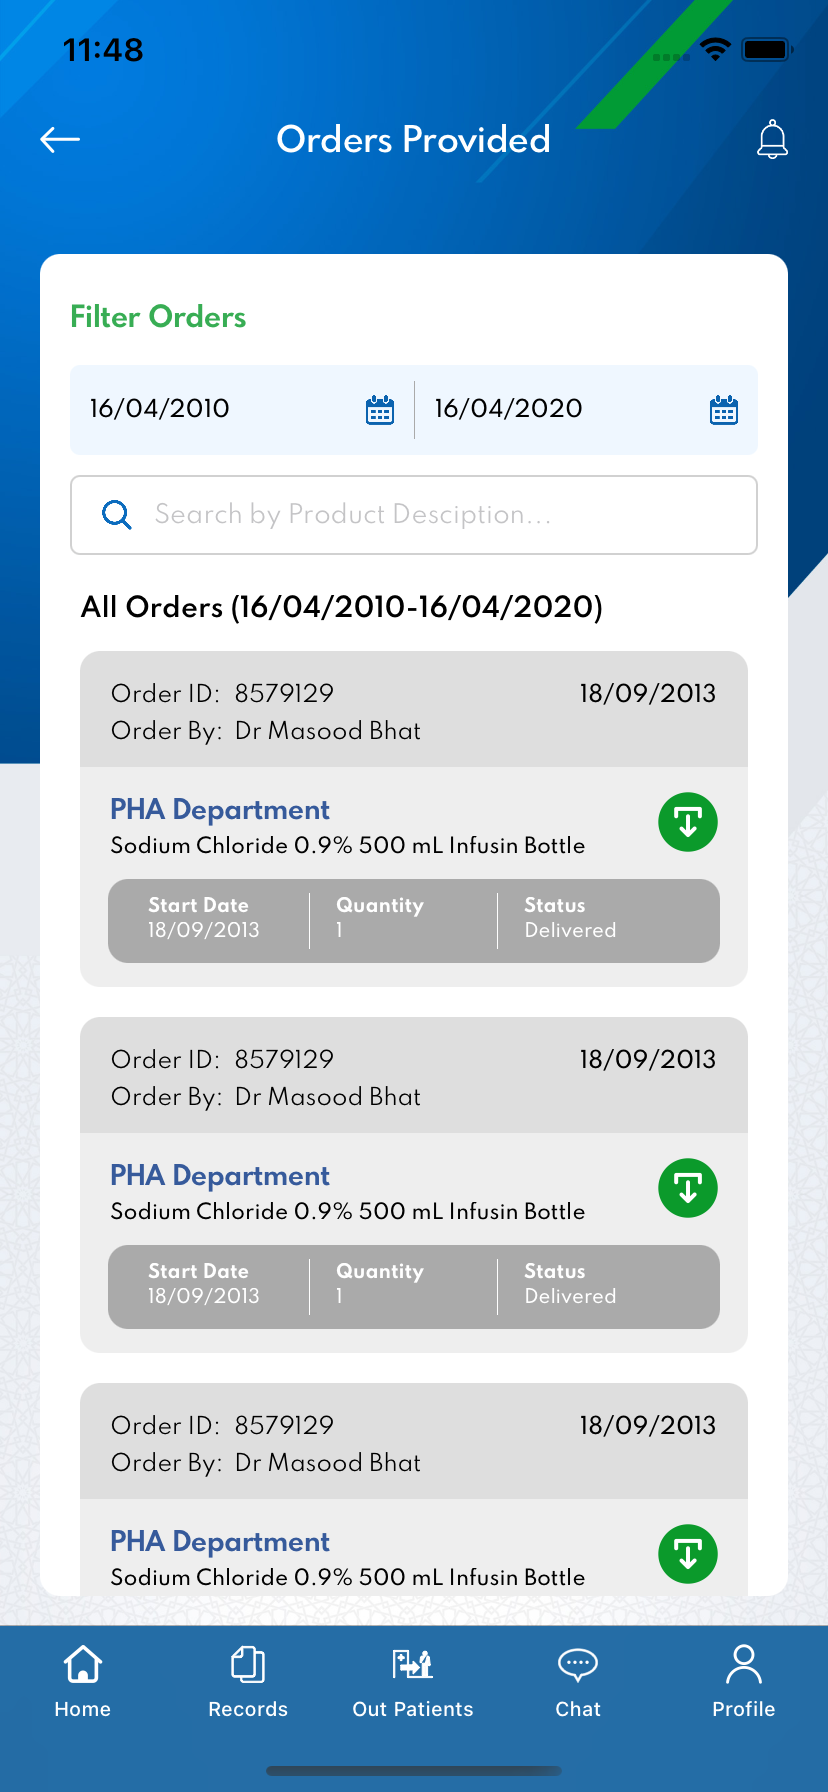 11:48
Orders Provided
Filter Orders
16/04/2010 16/04/2020
Search by Product Desciption...
All Orders (16/04/2010-16/04/2020)
Order ID: 8579129 18/09/2013
Order By: Dr Masood Bhat
PHA Department
Sodium Chloride 0.9% 500 mL Infusin Bottle
Start Date Quantity Status
18/09/2013 1 Delivered
Order ID: 8579129 18/09/2013
Order By: Dr Masood Bhat
PHA Department
Sodium Chloride 0.9% 500 mL Infusin Bottle
Start Date Quantity Status
18/09/2013 1 Delivered
Order ID: 8579129 18/09/2013
Order By: Dr Masood Bhat
PHA Department
Sodium Chloride 0.9% 500 mL Infusin Bottle
Home Records Out Patients Chat Profile